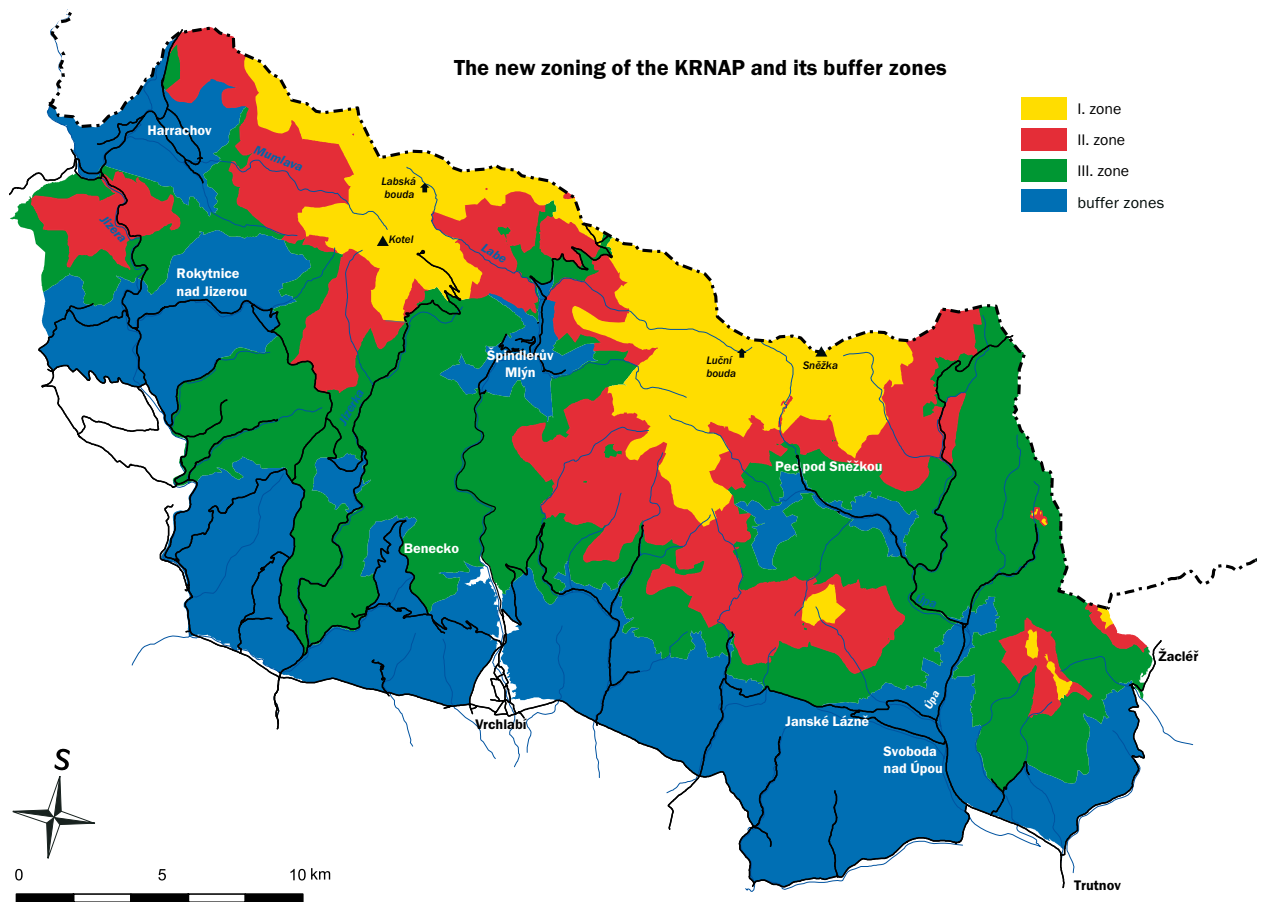 The new zoning of the KRNAP and its buffer zones
I. zone
II. zone
III. zone
buffer zones
Harrachov
Mumlava
Labská
bouda
Kotel
Jizera
Labe
Rokytnice
nad Jizerou
Špindlerův
Mlýn
Luční
bouda
Sněžka
Jizerka
Pec pod Sněžkou
Benecko
Úpa
Žacléř
Úpa
Vrchlabí
Janské Lázně
Svoboda
nad Úpou
Trutnov
S
0 5 10 km